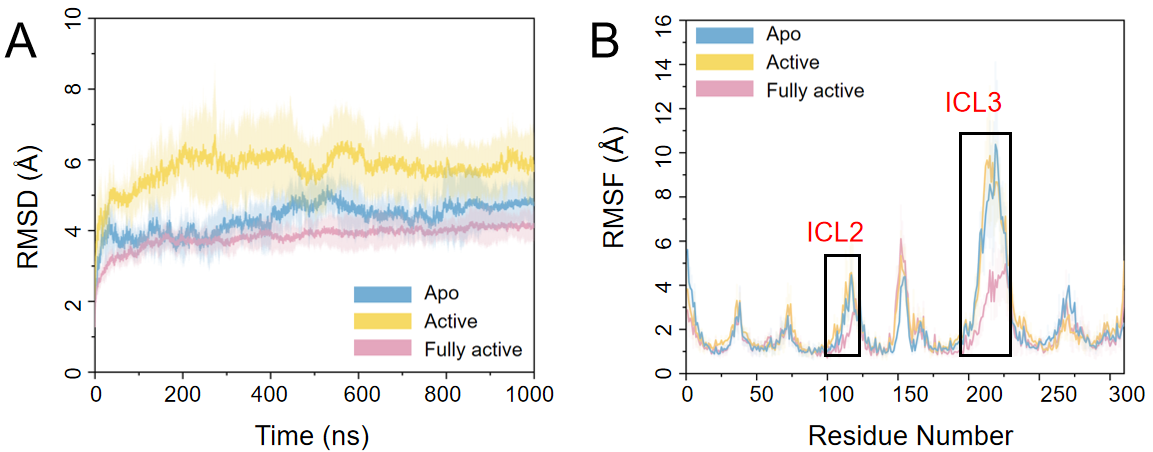 A
RMSD (Å)
10
8
6
4
2
0
Apo
Active
Fully active
0 200 400 600 800 1000
Time (ns)
B
RMSF (Å)
16
14
12
10
8
6
4
2
0
Apo
Active
Fully active
ICL3
ICL2
0 50 100 150 200 250 300
Residue Number